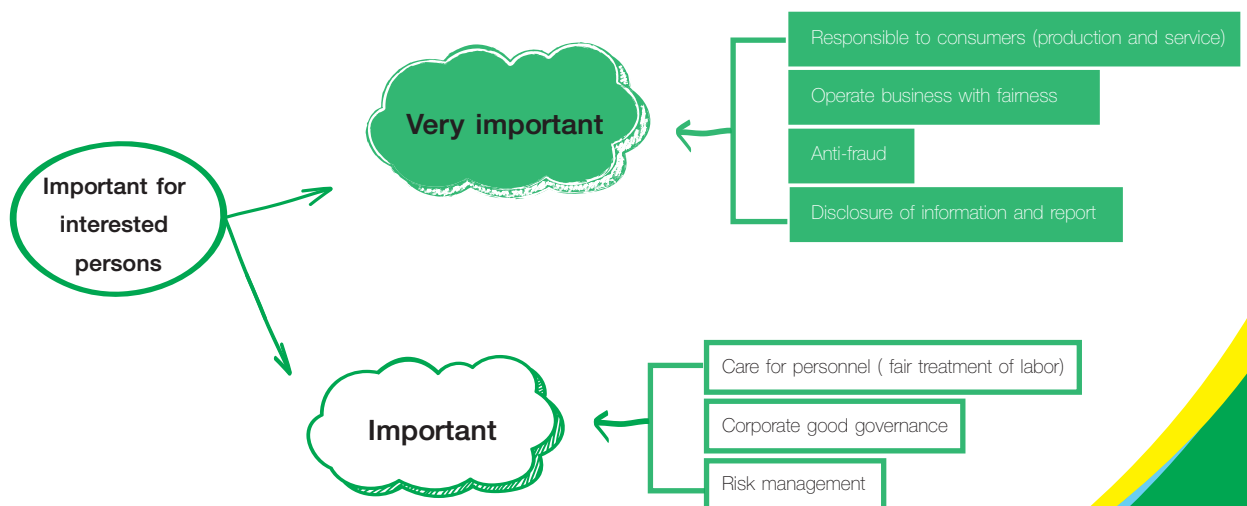 Important for
interested
persons
Very important
Responsible to consumers (production and service)
Operate business with fairness
Anti-fraud
Disclosure of information and report
Important
Care for personnel ( fair treatment of labor)
Corporate good governance
Risk management